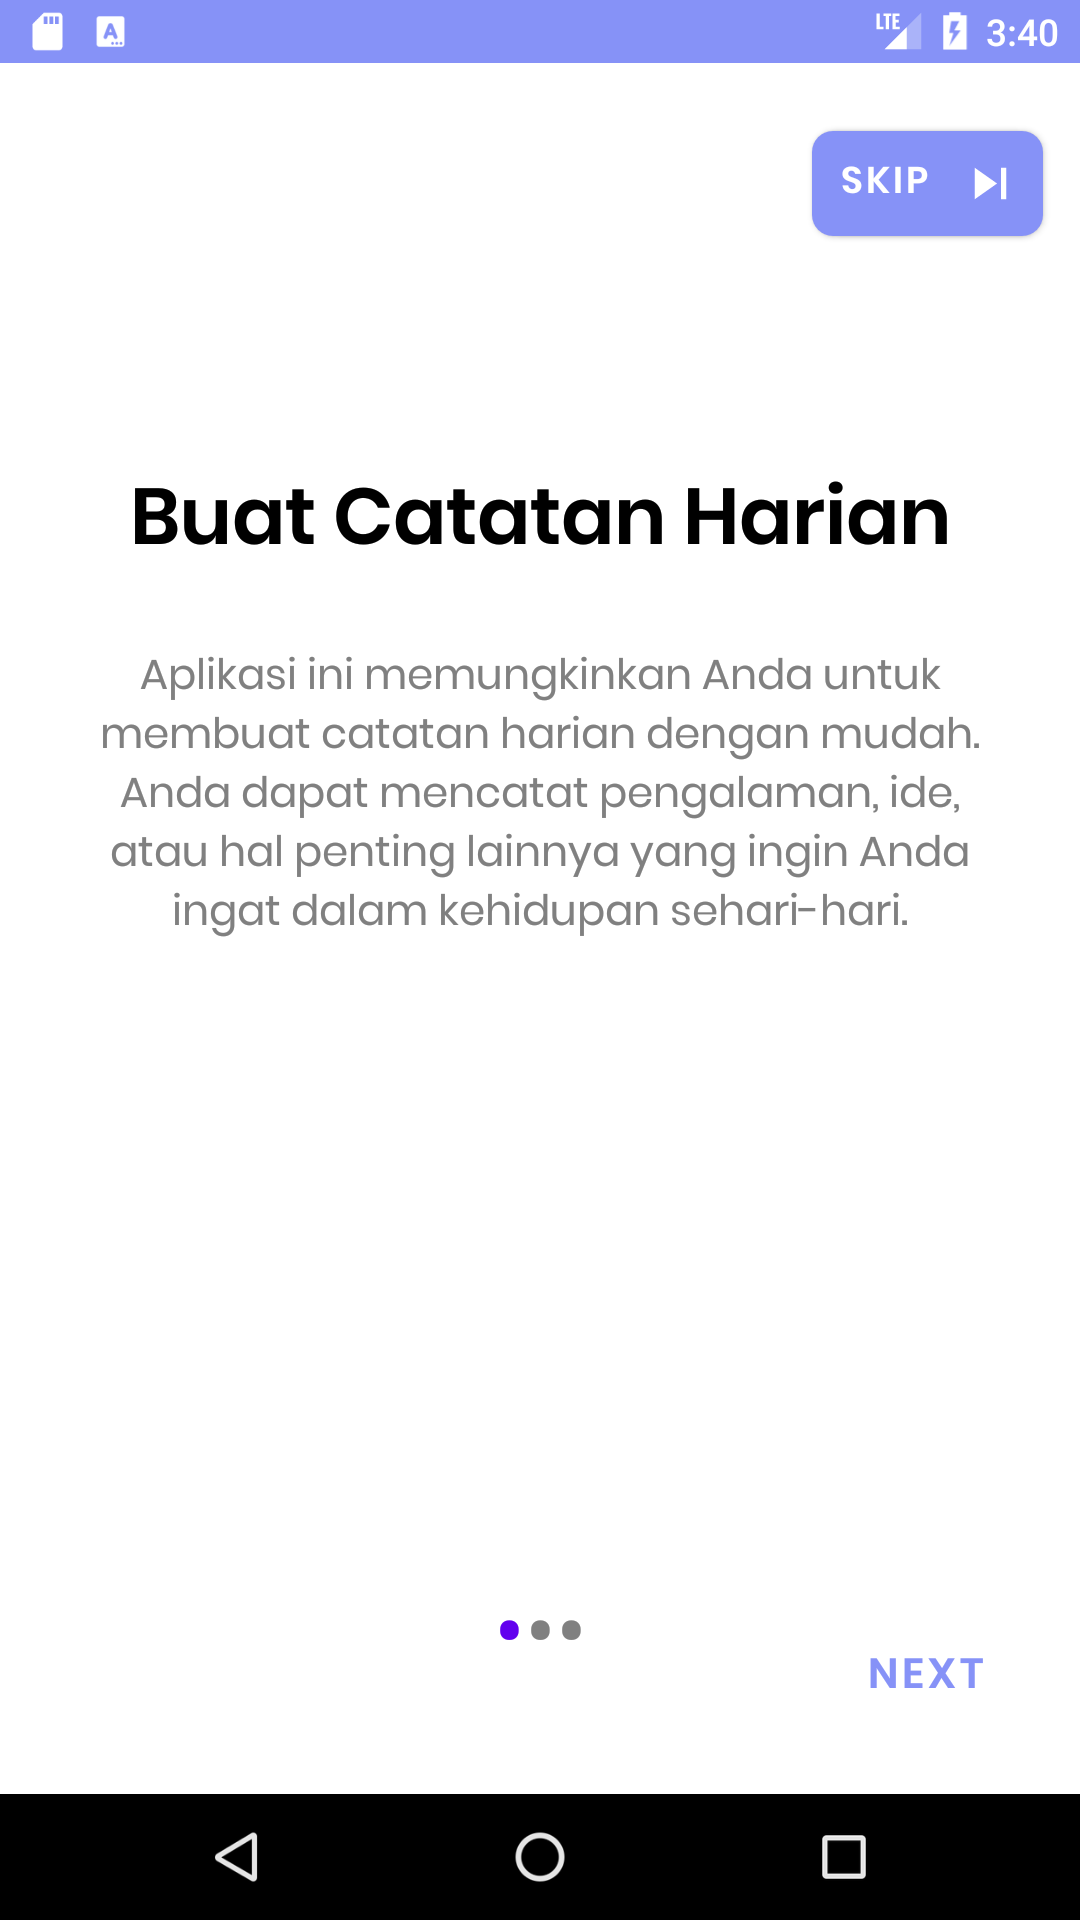 LTE 3:40
SKIP
Buat Catatan Harian
Aplikasi ini memungkinkan Anda untuk
membuat catatan harian dengan mudah.
Anda dapat mencatat pengalaman, ide,
atau hal penting lainnya yang ingin Anda
ingat dalam kehidupan sehari-hari.
NEXT